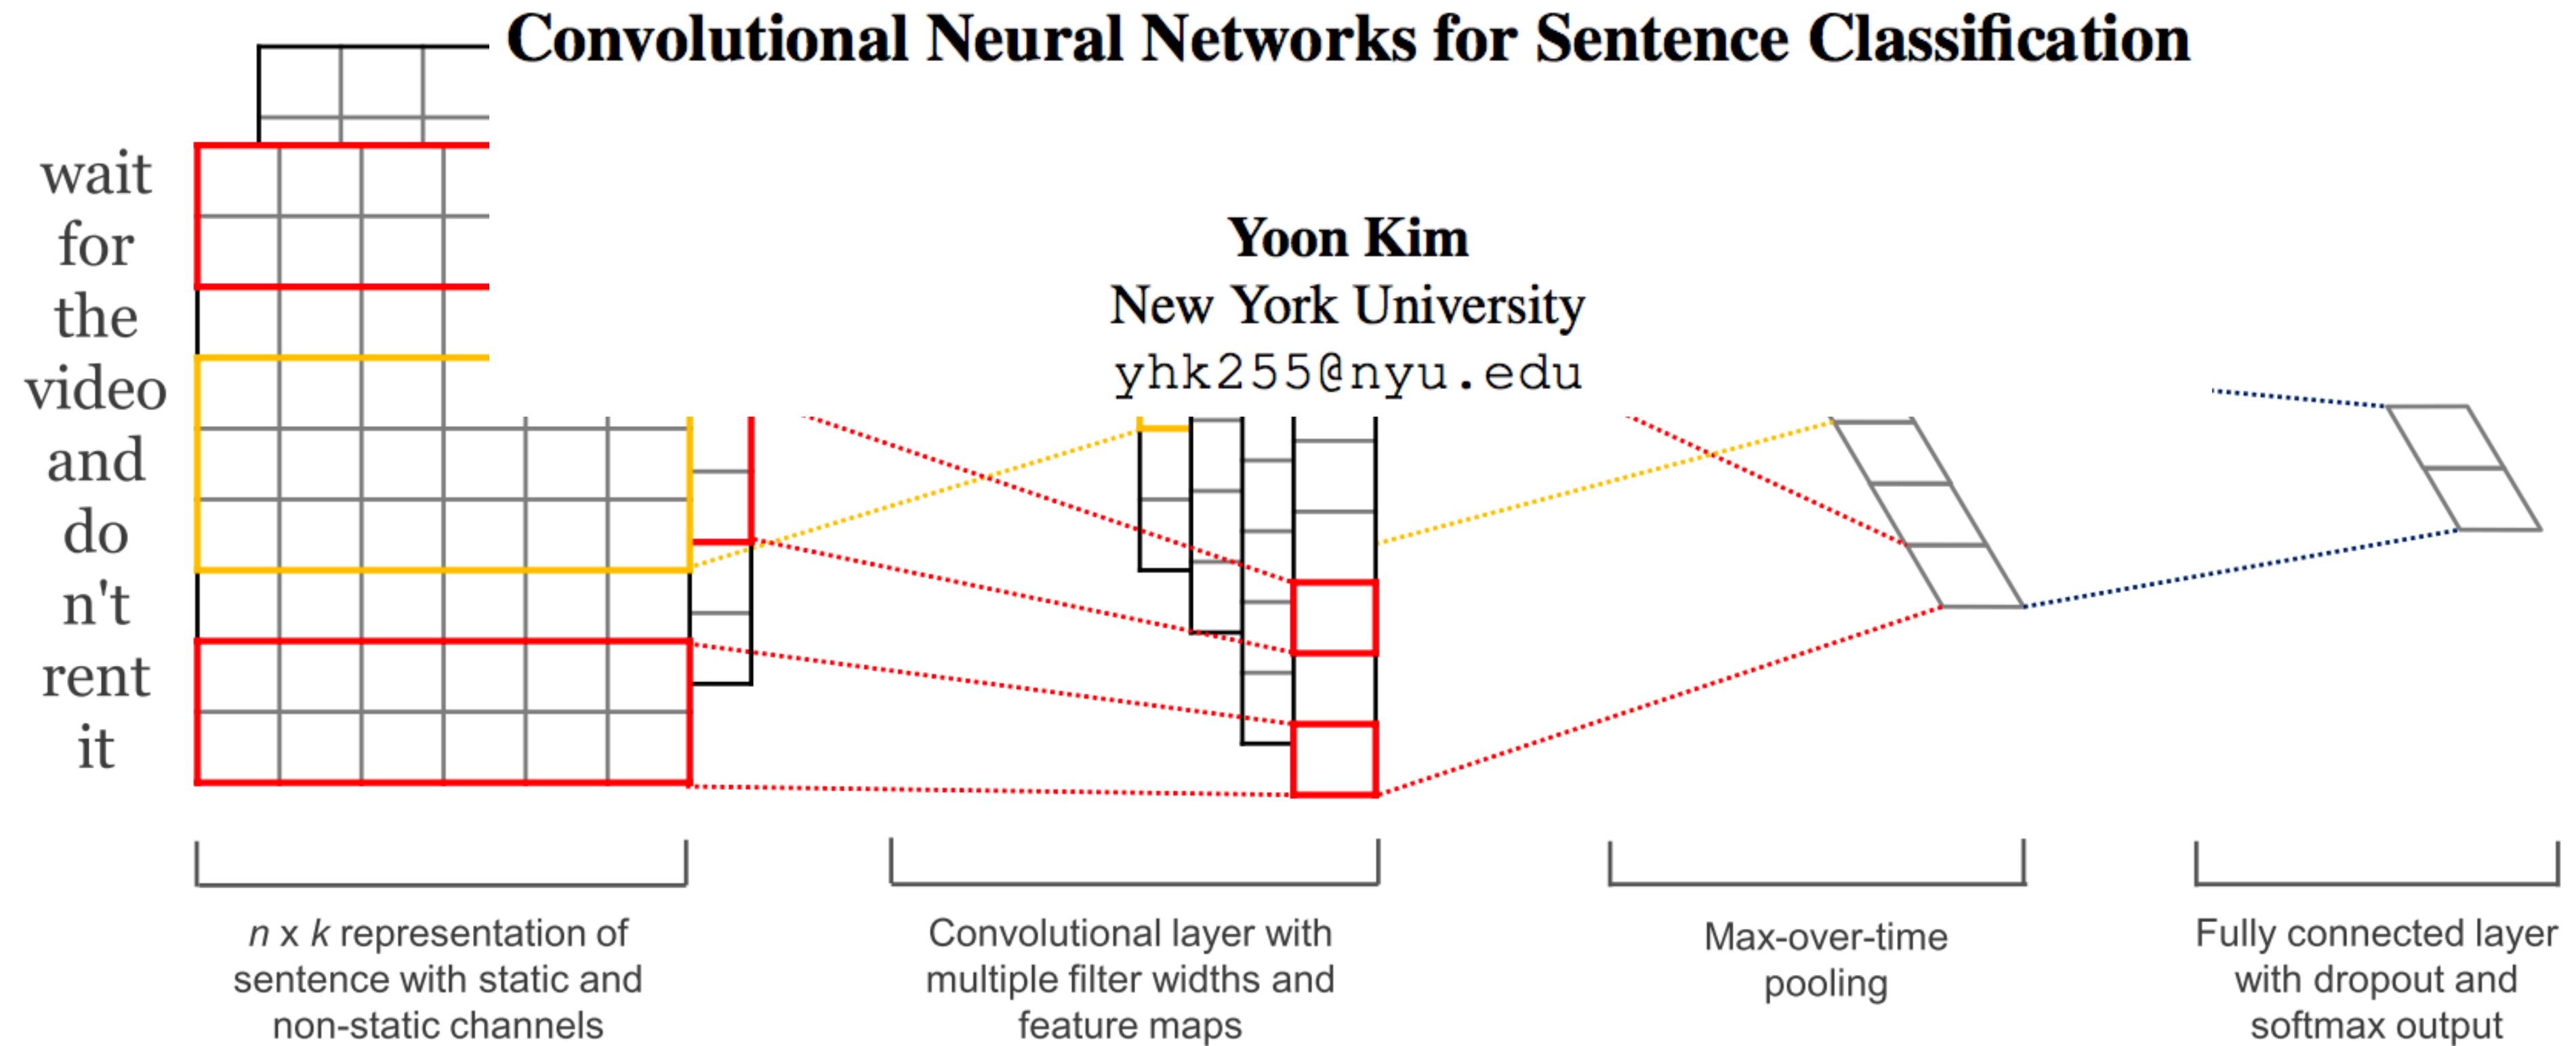 Convolutional Neural Networks for Sentence Classification
Yoon Kim
New York University
yhk255@nyu.edu
wait
for
the
video
and
do
n't
rent
it
n x k representation of
sentence with static and
non-static channels
Convolutional layer with
multiple filter widths and
feature maps
Max-over-time
pooling
Fully connected layer
with dropout and
softmax output